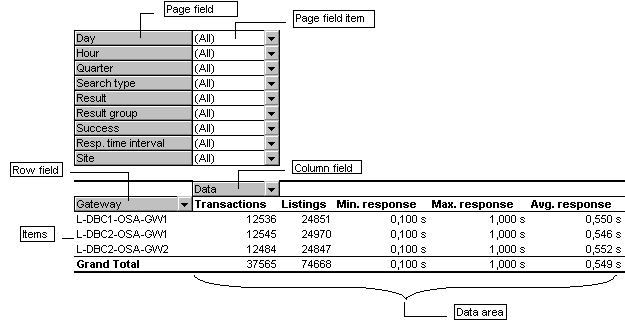 Page field
Page field item
Day (All)
Hour (All)
Quarter (All)
Search type (All)
Result (All)
Result group (All)
Success (All)
Resp. time interval (All)
Site (All)
Row field
Column field
Data
Gateway Transactions Listings Min. response Max. response Avg. response
L-DBC1-OSA-GW1 12536 24851 0,100 s 1,000 s 0,550 s
Items
L-DBC2-OSA-GW1 12545 24970 0,100 s 1,000 s 0,546 s
L-DBC2-OSA-GW2 12484 24847 0,100 s 1,000 s 0,552 s
Grand Total 37565 74668 0,100 s 1,000 s 0,549 s
Data area